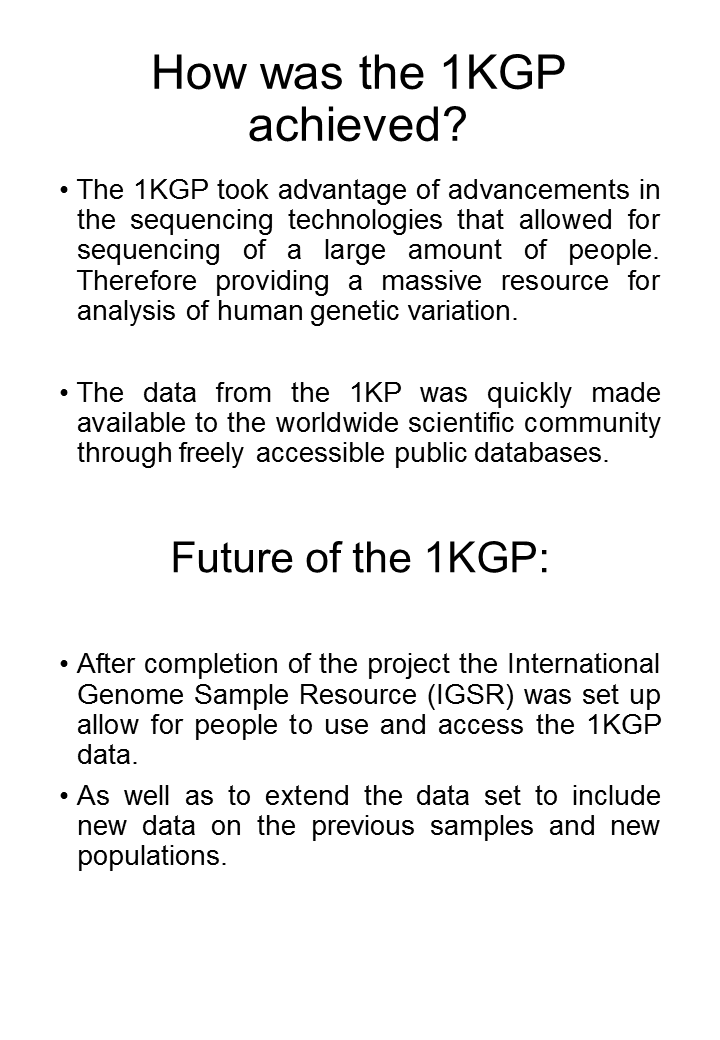 How was the 1KGP
achieved?
• The 1KGP took advantage of advancements in
the sequencing technologies that allowed for
sequencing of a large amount of people.
Therefore providing a massive resource for
analysis of human genetic variation.
• The data from the 1KP was quickly made
available to the worldwide scientific community
through freely accessible public databases.
Future of the 1KGP:
• After completion of the project the International
Genome Sample Resource (IGSR) was set up
allow for people to use and access the 1KGP
data.
• As well as to extend the data set to include
new data on the previous samples and new
populations.